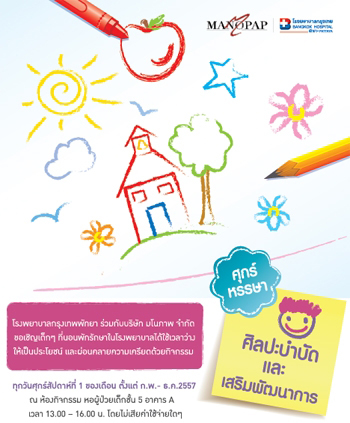 MANOPAP
โรงพยาบาลกรุงเทพ
BANGKOK HOSPITAL
พัทยา PATTAYA
ศุกร์
หรรษา
ศิลปะบำบัด
และ
เสริมพัฒนาการ
โรงพยาบาลกรุงเทพพัทยา ร่วมกับบริษัท มโนภาพ จำกัด
ขอเชิญเด็กๆ ที่นอนพักรักษาในโรงพยาบาลได้ใช้เวลาว่าง
ให้เป็นประโยชน์ และผ่อนคลายความเครียดด้วยกิจกรรม
ทุกวันศุกร์สัปดาห์ที่ 1 ของเดือน ตั้งแต่ ก.พ.- ธ.ค.2557
ณ ห้องกิจกรรม หอผู้ป่วยเด็กชั้น 5 อาคาร A
เวลา 13.00 – 16.00 น. โดยไม่เสียค่าใช้จ่ายใดๆ